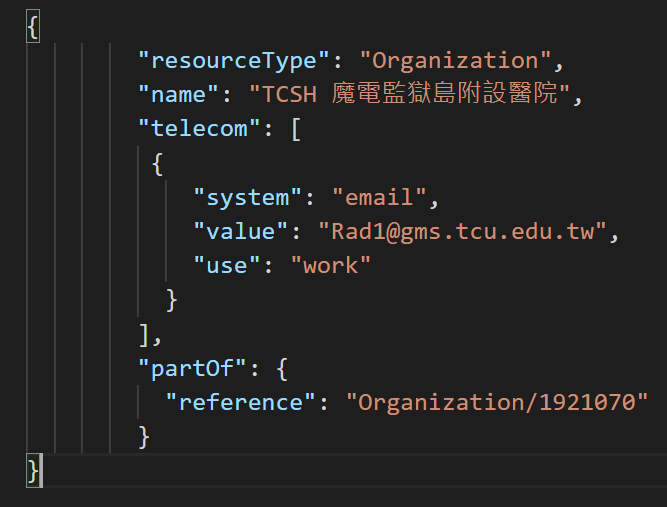 {
"resourceType": "Organization",
"name": "TCSH 魔電監獄島附設醫院",
"telecom": [
{
"system": "email",
"value": "Rad1@gms.tcu.edu.tw",
"use": "work"
}
],
"partOf": {
"reference": "Organization/1921070"
}
}